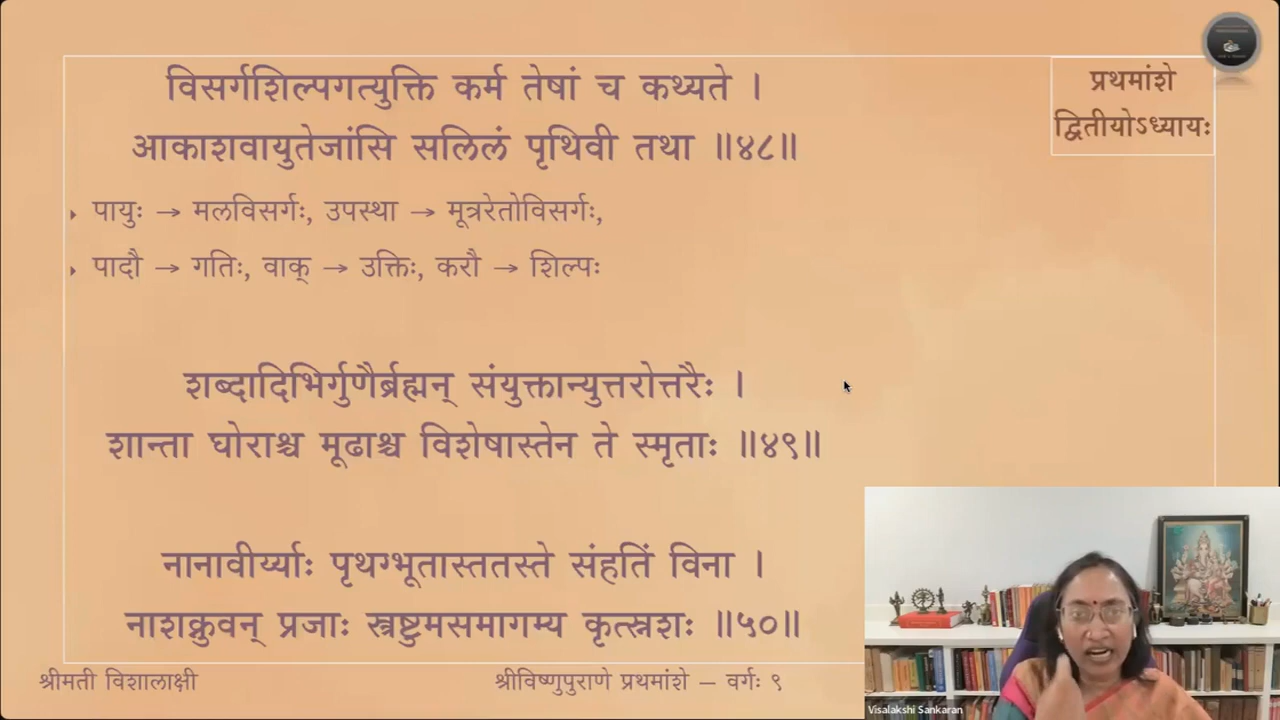 विसर्गशिल्पगत्युक्ति कर्म तेषां च कथ्यते ।
आकाशवायुतेजांसि सलिलं पृथिवी तथा ॥४८॥
प्रथमांशे
द्वितीयोऽध्यायः
पायुः → मलविसर्गः, उपस्था → मूत्ररेतोविसर्गः,
पादौ → गतिः, वाक् → उक्तिः, करौ → शिल्पः
शब्दादिभिर्गुणैर्ब्रह्मन् संयुक्तान्युत्तरोत्तरैः ।
शान्ता घोराश्च मूढाश्च विशेषास्तेन ते स्मृताः ॥४९॥
नानावीर्य्याः पृथग्भूतास्ततस्ते संहतिं विना ।
नाशक्नुवन् प्रजाः स्त्रष्टुमसमागम्य कृत्स्नशः ॥५०॥
श्रीमती विशालाक्षी
श्रीविष्णुपुराणे प्रथमांशे – वर्गः ९
Visalakshi Sankaran